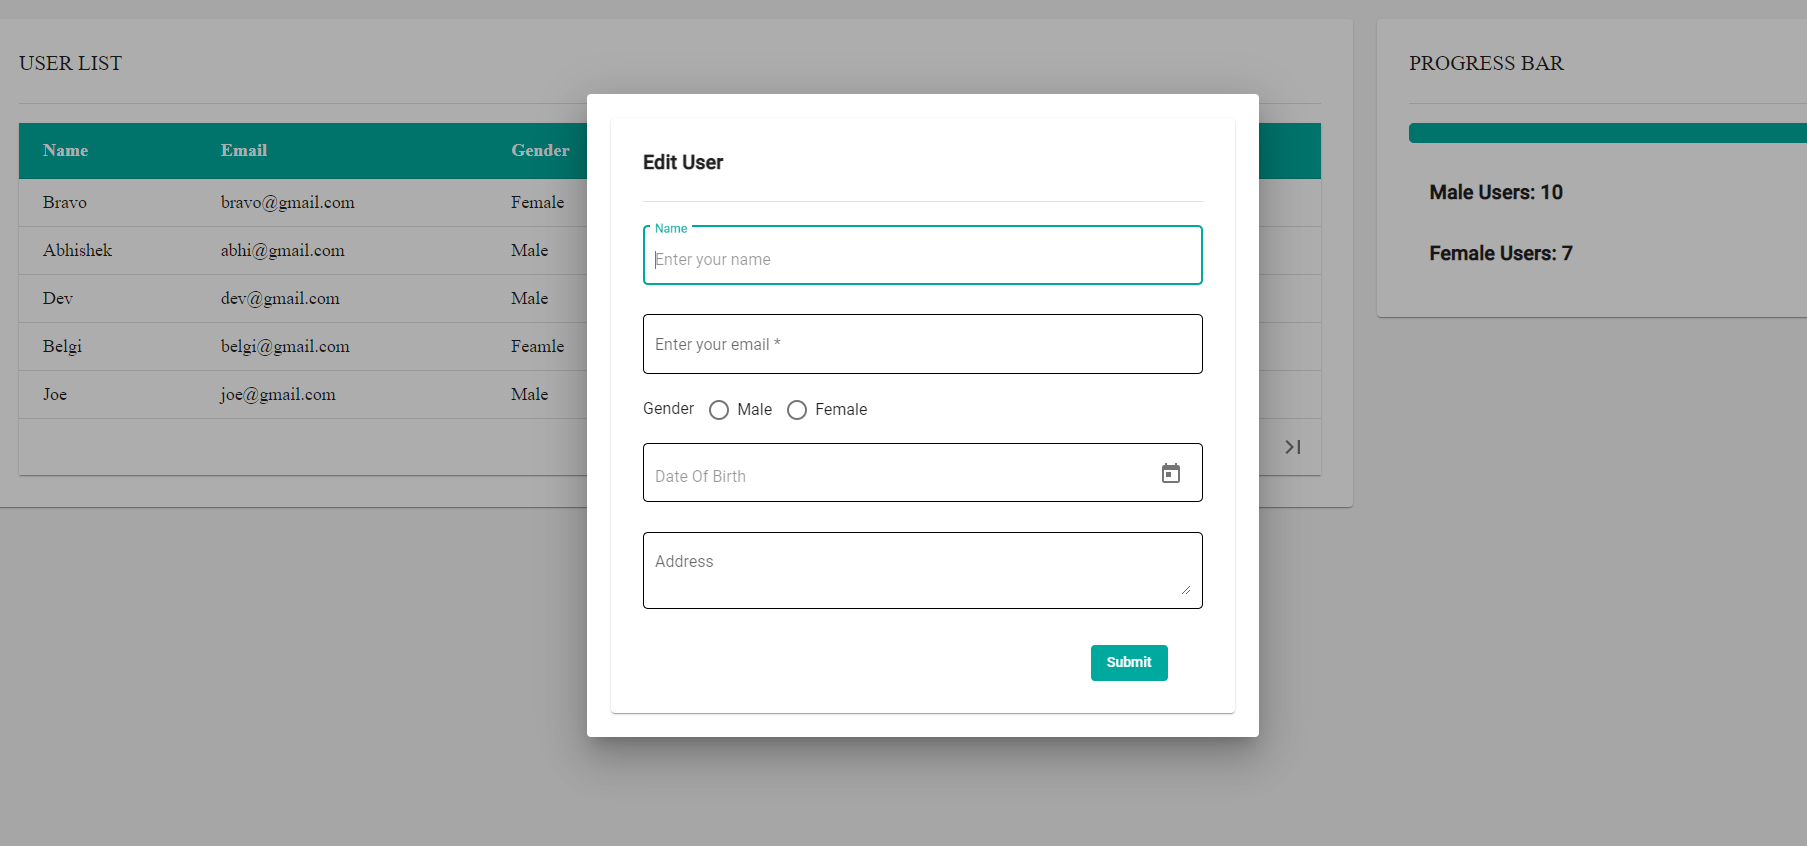 USER LIST
Name Email Gender
Bravo bravo@gmail.com Female
Abhishek abhi@gmail.com Male
Dev dev@gmail.com Male
Belgi belgi@gmail.com Feamle
Joe joe@gmail.com Male
Edit User
Name
Enter your name
Enter your email *
Gender Male Female
Date Of Birth
Address
Submit
PROGRESS BAR
Male Users: 10
Female Users: 7